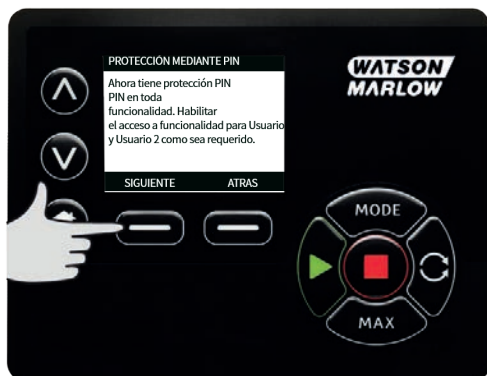 PROTECCIÓN MEDIANTE PIN
Ahora tiene protección PIN
PIN en toda
funcionalidad. Habilitar
el acceso a funcionalidad para Usuario
y Usuario 2 como sea requerido.
SIGUIENTE ATRAS
WATSON
MARLOW
MODE
MAX